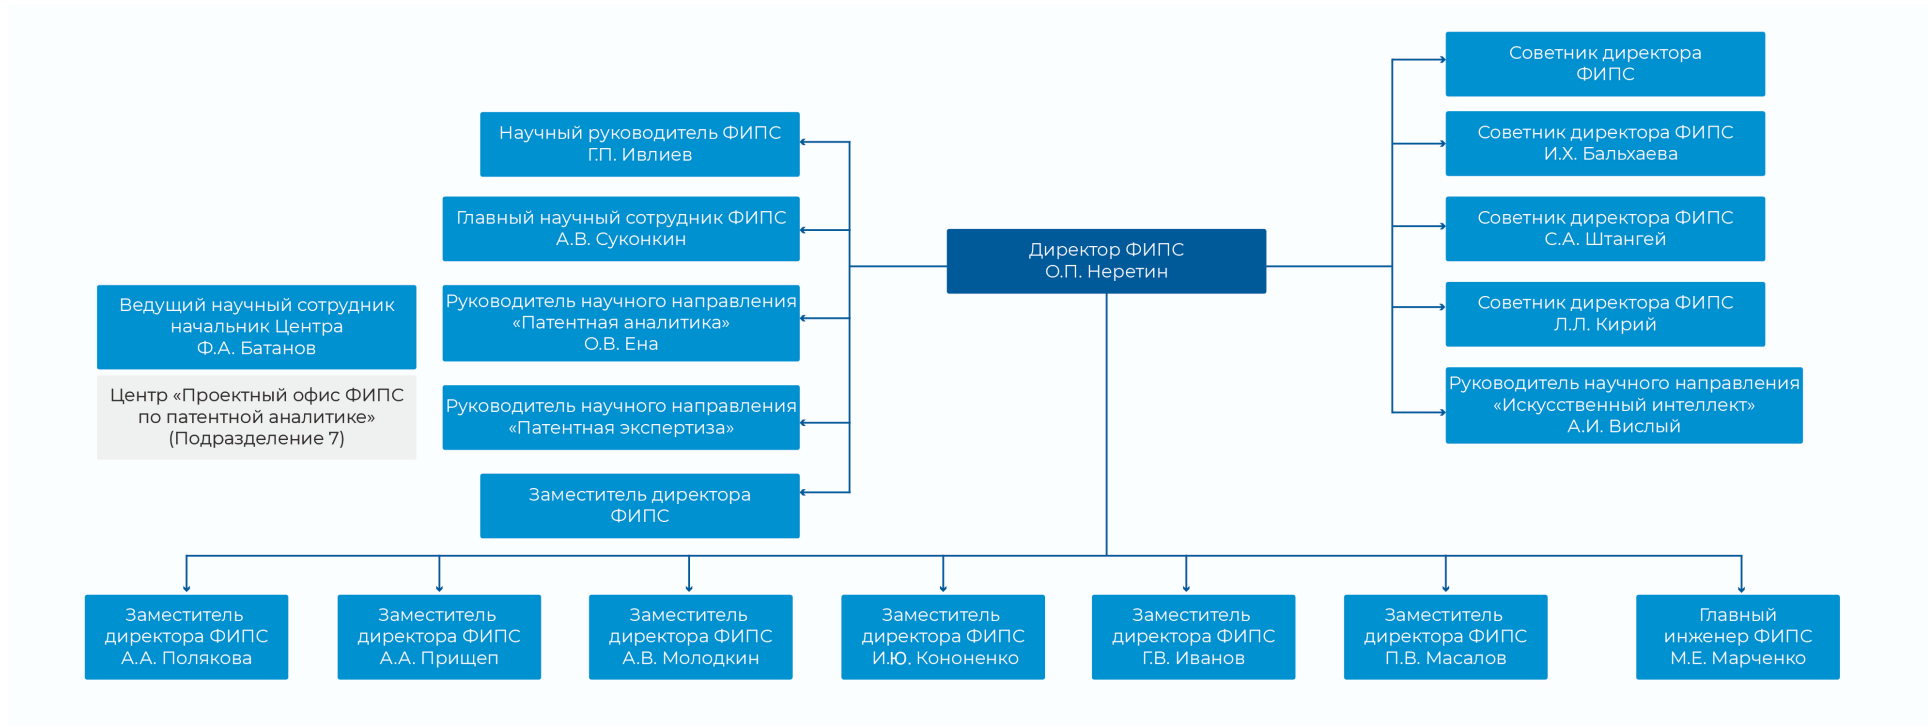 Советник директора
ФИПС
Научный руководитель ФИПС
Г.П. Ивлиев
Советник директора ФИПС
И.Х. Бальхаева
Главный научный сотрудник ФИПС
А.В. Суконкин
Советник директора ФИПС
С.А. Штангей
Директор ФИПС
О.П. Неретин
Ведущий научный сотрудник
начальник Центра
Ф.А. Батанов
Руководитель научного направления
«Патентная аналитика»
О.В. Ена
Советник директора ФИПС
Л.Л. Кирий
Центр «Проектный офис ФИПС
по патентной аналитике»
(Подразделение 7)
Руководитель научного направления
«Патентная экспертиза»
Руководитель научного направления
«Искусственный интеллект»
А.И. Вислый
Заместитель директора
ФИПС
Заместитель
директора ФИПС
А.А. Полякова
Заместитель
директора ФИПС
А.А. Прищеп
Заместитель
директора ФИПС
А.В. Молодкин
Заместитель
директора ФИПС
И.Ю. Кононенко
Заместитель
директора ФИПС
Г.В. Иванов
Заместитель
директора ФИПС
П.В. Масалов
Главный
инженер ФИПС
М.Е. Марченко